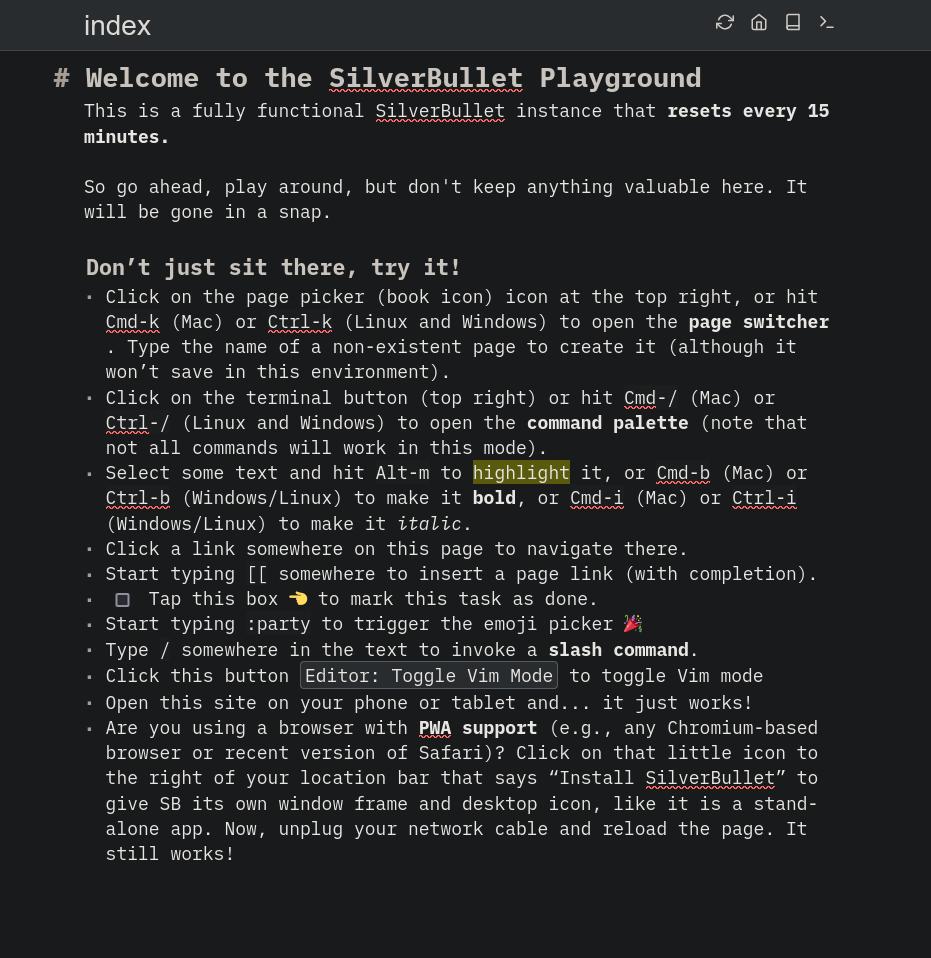 index
# Welcome to the SilverBullet Playground
This is a fully functional SilverBullet instance that resets every 15
minutes.
So go ahead, play around, but don't keep anything valuable here. It
will be gone in a snap.
Don’t just sit there, try it!
Click on the page picker (book icon) icon at the top right, or hit
Cmd-k (Mac) or Ctrl-k (Linux and Windows) to open the page switcher
. Type the name of a non-existent page to create it (although it
won’t save in this environment).
Click on the terminal button (top right) or hit Cmd-/ (Mac) or
Ctrl-/ (Linux and Windows) to open the command palette (note that
not all commands will work in this mode).
Select some text and hit Alt-m to highlight it, or Cmd-b (Mac) or
Ctrl-b (Windows/Linux) to make it bold, or Cmd-i (Mac) or Ctrl-i
(Windows/Linux) to make it italic.
Click a link somewhere on this page to navigate there.
Start typing [[ somewhere to insert a page link (with completion).
Tap this box 👈 to mark this task as done.
Start typing :party to trigger the emoji picker 🎉
Type / somewhere in the text to invoke a slash command.
Click this button Editor: Toggle Vim Mode to toggle Vim mode
Open this site on your phone or tablet and... it just works!
Are you using a browser with PWA support (e.g., any Chromium-based
browser or recent version of Safari)? Click on that little icon to
the right of your location bar that says “Install SilverBullet” to
give SB its own window frame and desktop icon, like it is a stand-
alone app. Now, unplug your network cable and reload the page. It
still works!